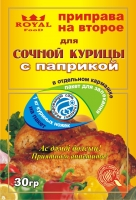 ROYAL
Food
приправа
на второе
для
СОЧНОЙ КУРИЦЫ
с паприкой
в отдельном кармашке
пакет для запекания
30гр